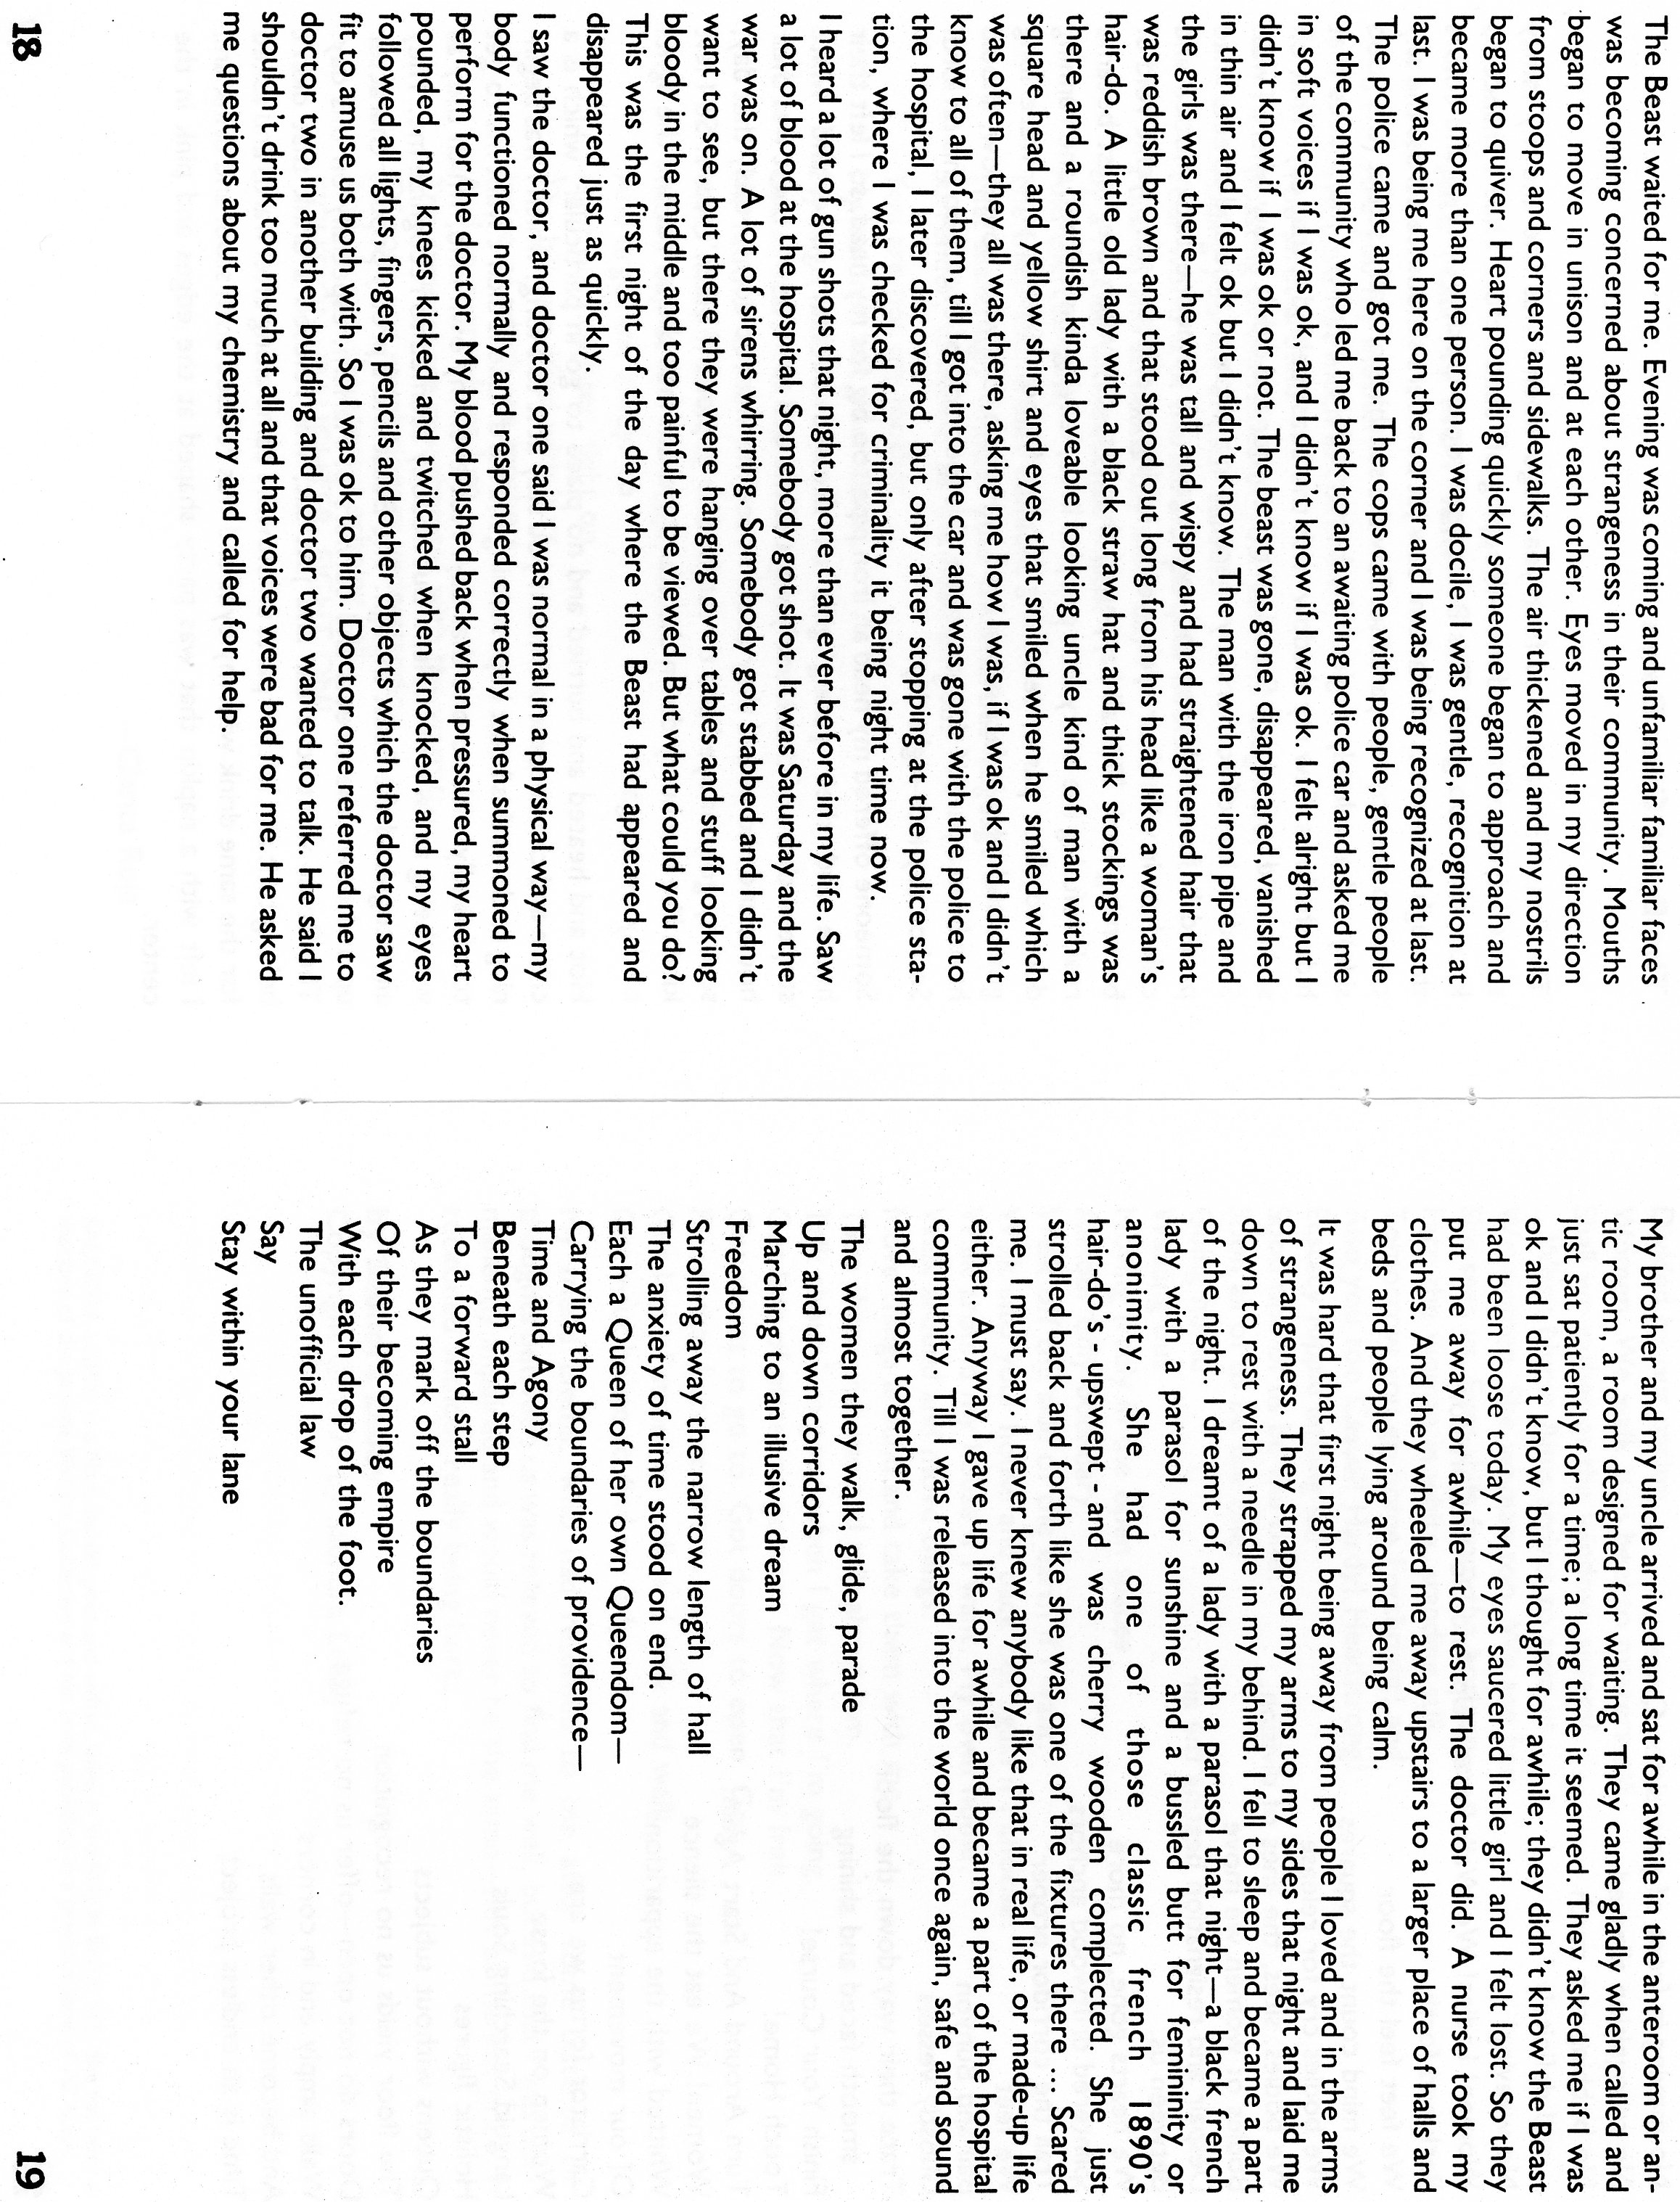 The Beast waited for me. Evening was coming and unfamiliar familiar faces
was becoming concerned about strangeness in their community. Mouths
began to move in unison and at each other. Eyes moved in my direction
from stoops and corners and sidewalks. The air thickened and my nostrils
began to quiver. Heart pounding quickly someone began to approach and
became more than one person. I was docile, I was gentle, recognition at
last. I was being me here on the corner and I was being recognized at last.
The police came and got me. The cops came with people, gentle people
of the community who led me back to an awaiting police car and asked me
in soft voices if I was ok, and I didn't know if I was ok. I felt alright but I
didn't know if I was ok or not. The beast was gone, disappeared, vanished
in thin air and I felt ok but I didn't know. The man with the iron pipe and
the girls was there—he was tall and wispy and had straightened hair that
was reddish brown and that stood out long from his head like a woman's
hair-do. A little old lady with a black straw hat and thick stockings was
there and a roundish kinda loveable looking uncle kind of man with a
square head and yellow shirt and eyes that smiled when he smiled which
was often—they all was there, asking me how I was, if I was ok and I didn't
know to all of them, till I got into the car and was gone with the police to
the hospital, I later discovered, but only after stopping at the police sta-
tion, where I was checked for criminality it being night time now.
I heard a lot of gun shots that night, more than ever before in my life. Saw
a lot of blood at the hospital. Somebody got shot. It was Saturday and the
war was on. A lot of sirens whirring. Somebody got stabbed and I didn't
want to see, but there they were hanging over tables and stuff looking
bloody in the middle and too painful to be viewed. But what could you do?
This was the first night of the day where the Beast had appeared and
disappeared just as quickly.
I saw the doctor, and doctor one said I was normal in a physical way—my
body functioned normally and responded correctly when summoned to
perform for the doctor. My blood pushed back when pressured, my heart
pounded, my knees kicked and twitched when knocked, and my eyes
followed all lights, fingers, pencils and other objects which the doctor saw
fit to amuse us both with. So I was ok to him. Doctor one referred me to
doctor two in another building and doctor two wanted to talk. He said I
shouldn't drink too much at all and that voices were bad for me. He asked
me questions about my chemistry and called for help.
18
My brother and my uncle arrived and sat for awhile in the anteroom or an-
tic room, a room designed for waiting. They came gladly when called and
just sat patiently for a time; a long time it seemed. They asked me if I was
ok and I didn't know, but I thought for awhile; they didn't know the Beast
had been loose today. My eyes saucered little girl and I felt lost. So they
put me away for awhile—to rest. The doctor did. A nurse took my
clothes. And they wheeled me away upstairs to a larger place of halls and
beds and people lying around being calm.
It was hard that first night being away from people I loved and in the arms
of strangeness. They strapped my arms to my sides that night and laid me
down to rest with a needle in my behind. I fell to sleep and became a part
of the night. I dreamt of a lady with a parasol that night—a black french
lady with a parasol for sunshine and a bussled butt for femininity or
anonimity. She had one of those classic french 1890's
hair-do's - upswept - and was cherry wooden complected. She just
strolled back and forth like she was one of the fixtures there ... Scared
me. I must say. I never knew anybody like that in real life, or made-up life
either. Anyway I gave up life for awhile and became a part of the hospital
community. Till I was released into the world once again, safe and sound
and almost together.
The women they walk, glide, parade
Up and down corridors
Marching to an illusive dream
Freedom
Strolling away the narrow length of hall
The anxiety of time stood on end.
Each a Queen of her own Queendom—
Carrying the boundaries of providence—
Time and Agony
Beneath each step
To a forward stall
As they mark off the boundaries
Of their becoming empire
With each drop of the foot.
The unofficial law
Say
Stay within your lane
19